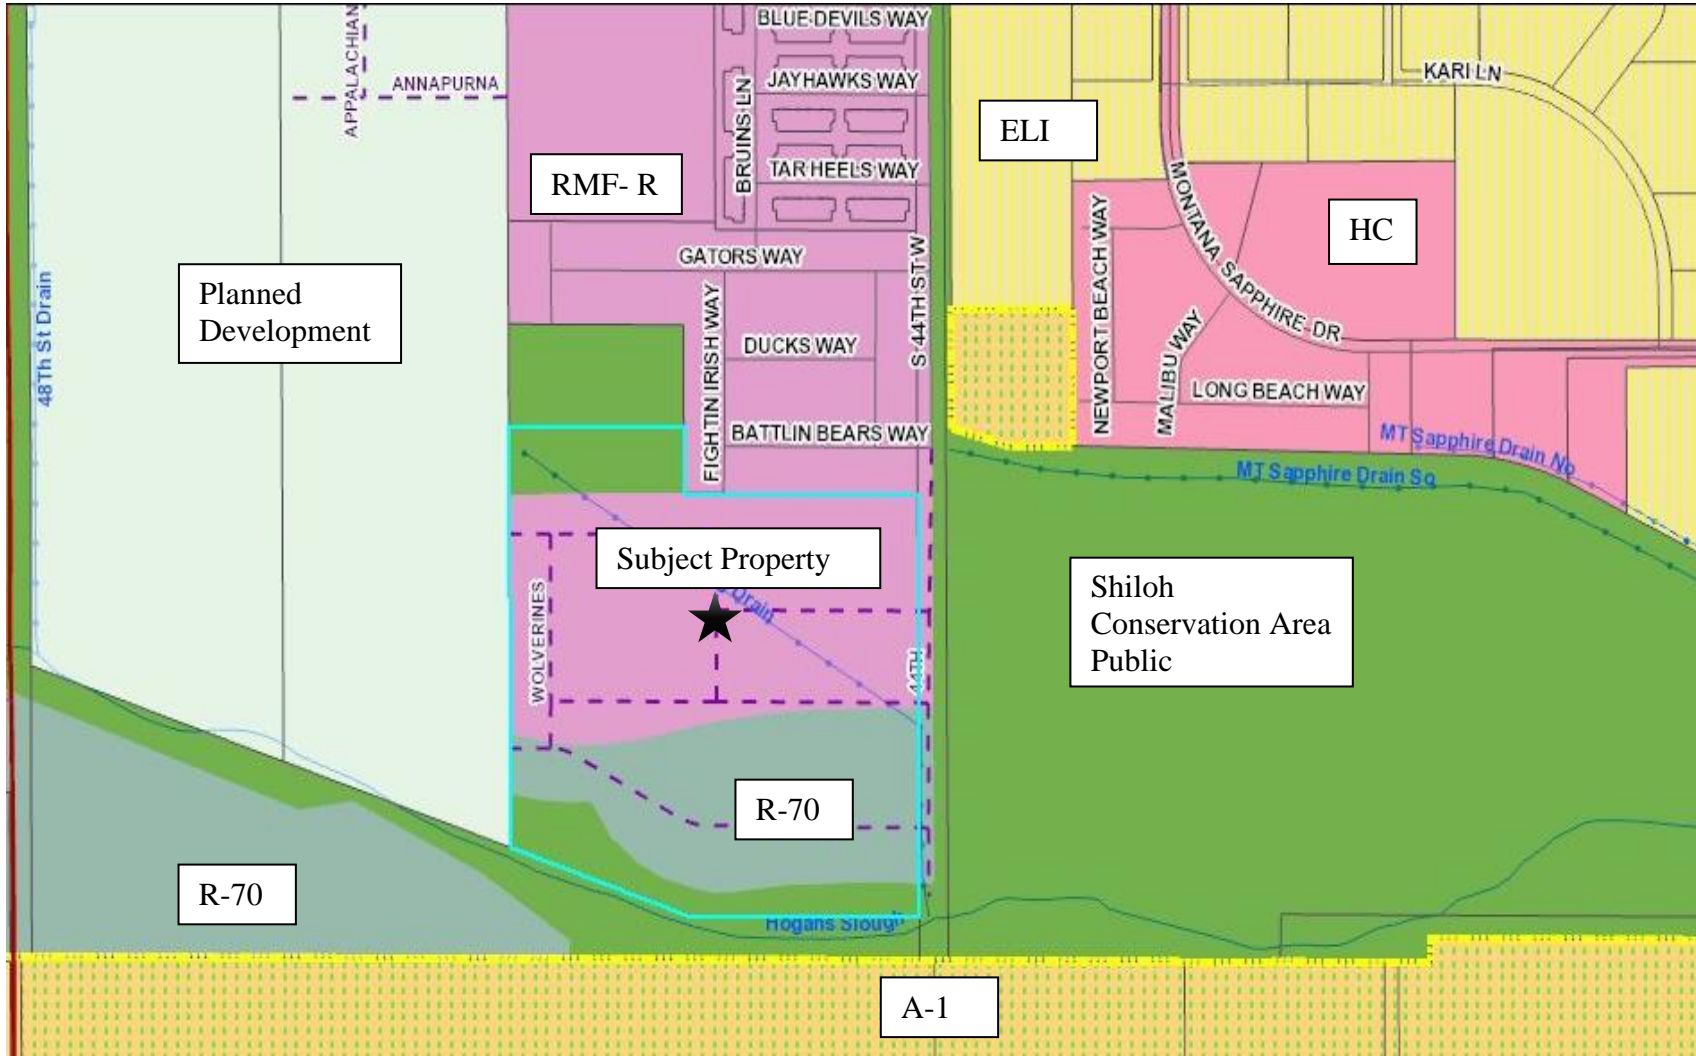 BLUE DEVILS WAY
APPALACHIAN
ANNAPURNA
JAYHAWKS WAY
KARI LN
ELI
BRUINS LN
TAR HEELS WAY
RMF- R
MONTANA SAPPHIRE DR
NEWPORT BEACH WAY
HC
GATORS WAY
S 44TH ST W
48Th St Drain
Planned
Development
FIGHTIN IRISH WAY
DUCKS WAY
MALIBU WAY
LONG BEACH WAY
BATTLIN BEARS WAY
MT Sapphire Drain No
MT Sapphire Drain So
Subject Property
Drain
WOLVERINES
44TH
Shiloh
Conservation Area
Public
R-70
R-70
Hogans Slough
A-1